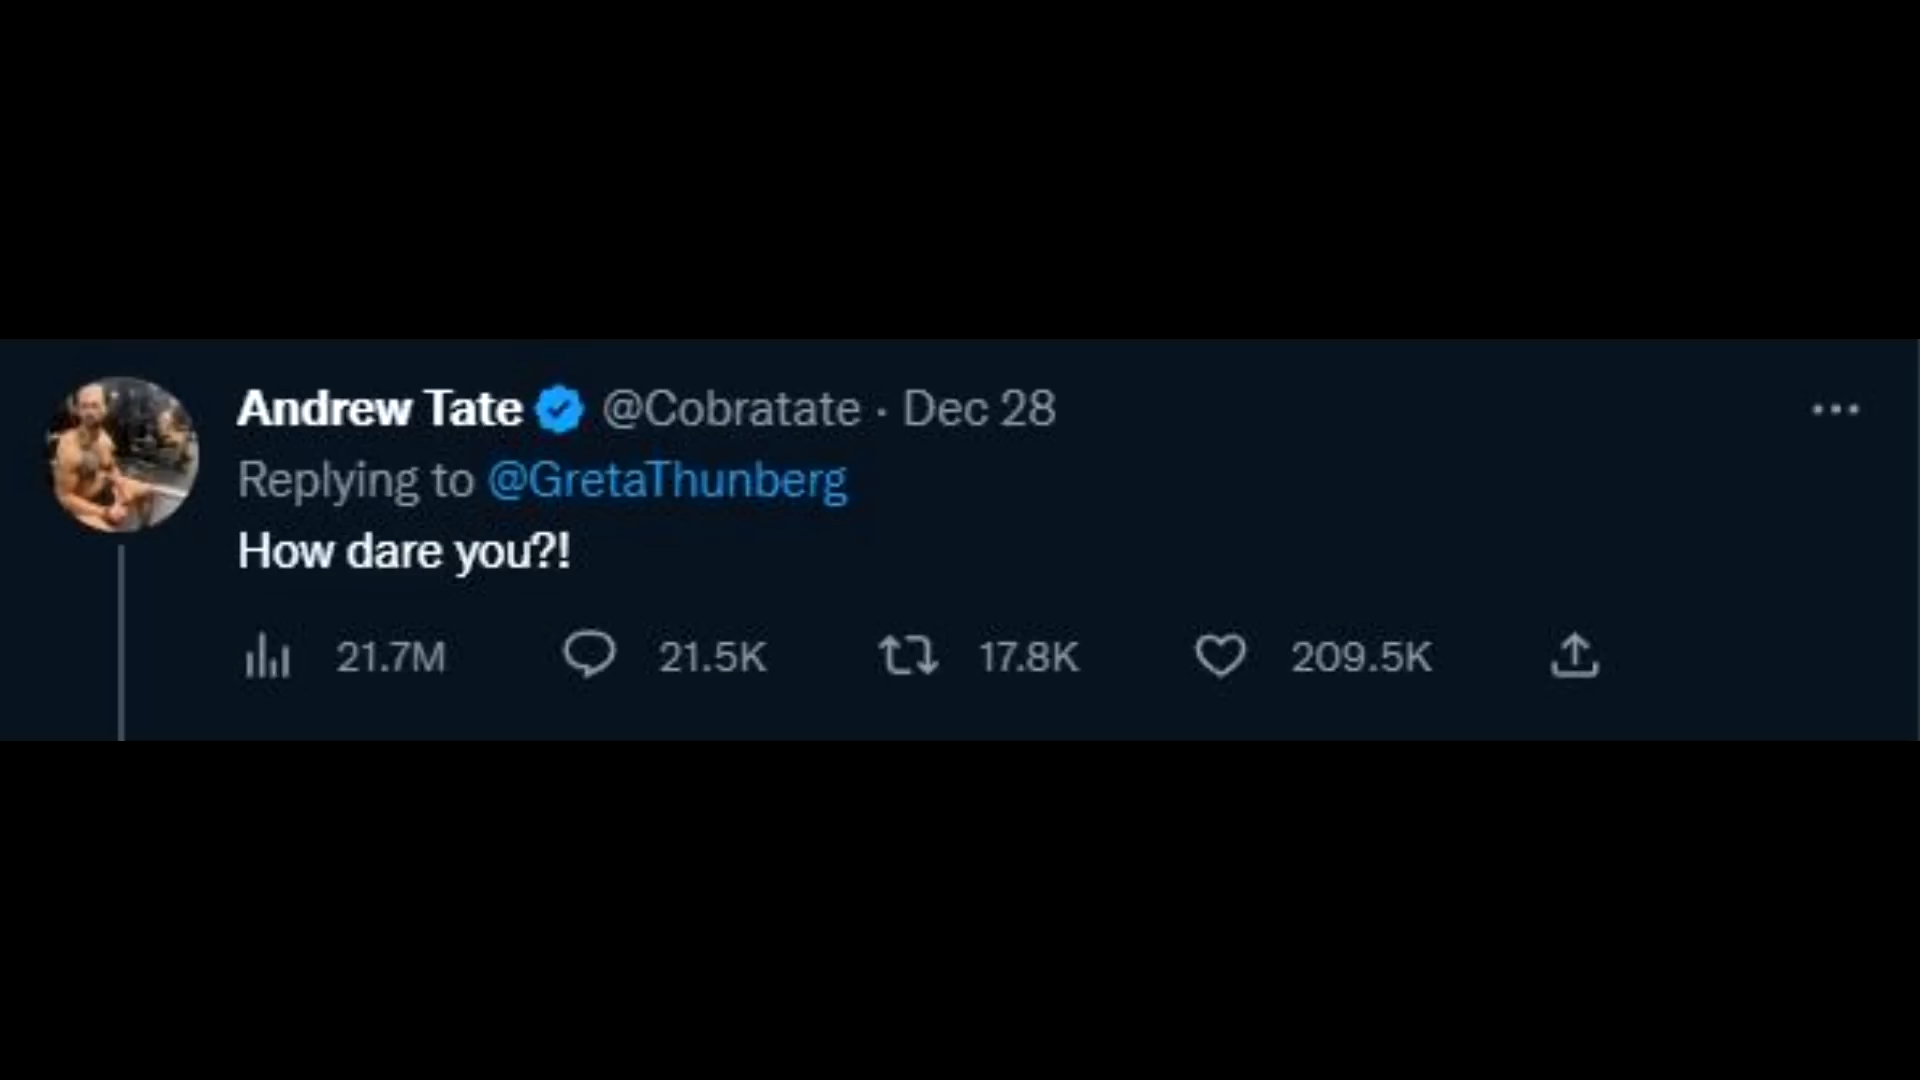 Andrew Tate @Cobratate · Dec 28
Replying to @GretaThunberg
How dare you?!
21.7M 21.5K 17.8K 209.5K